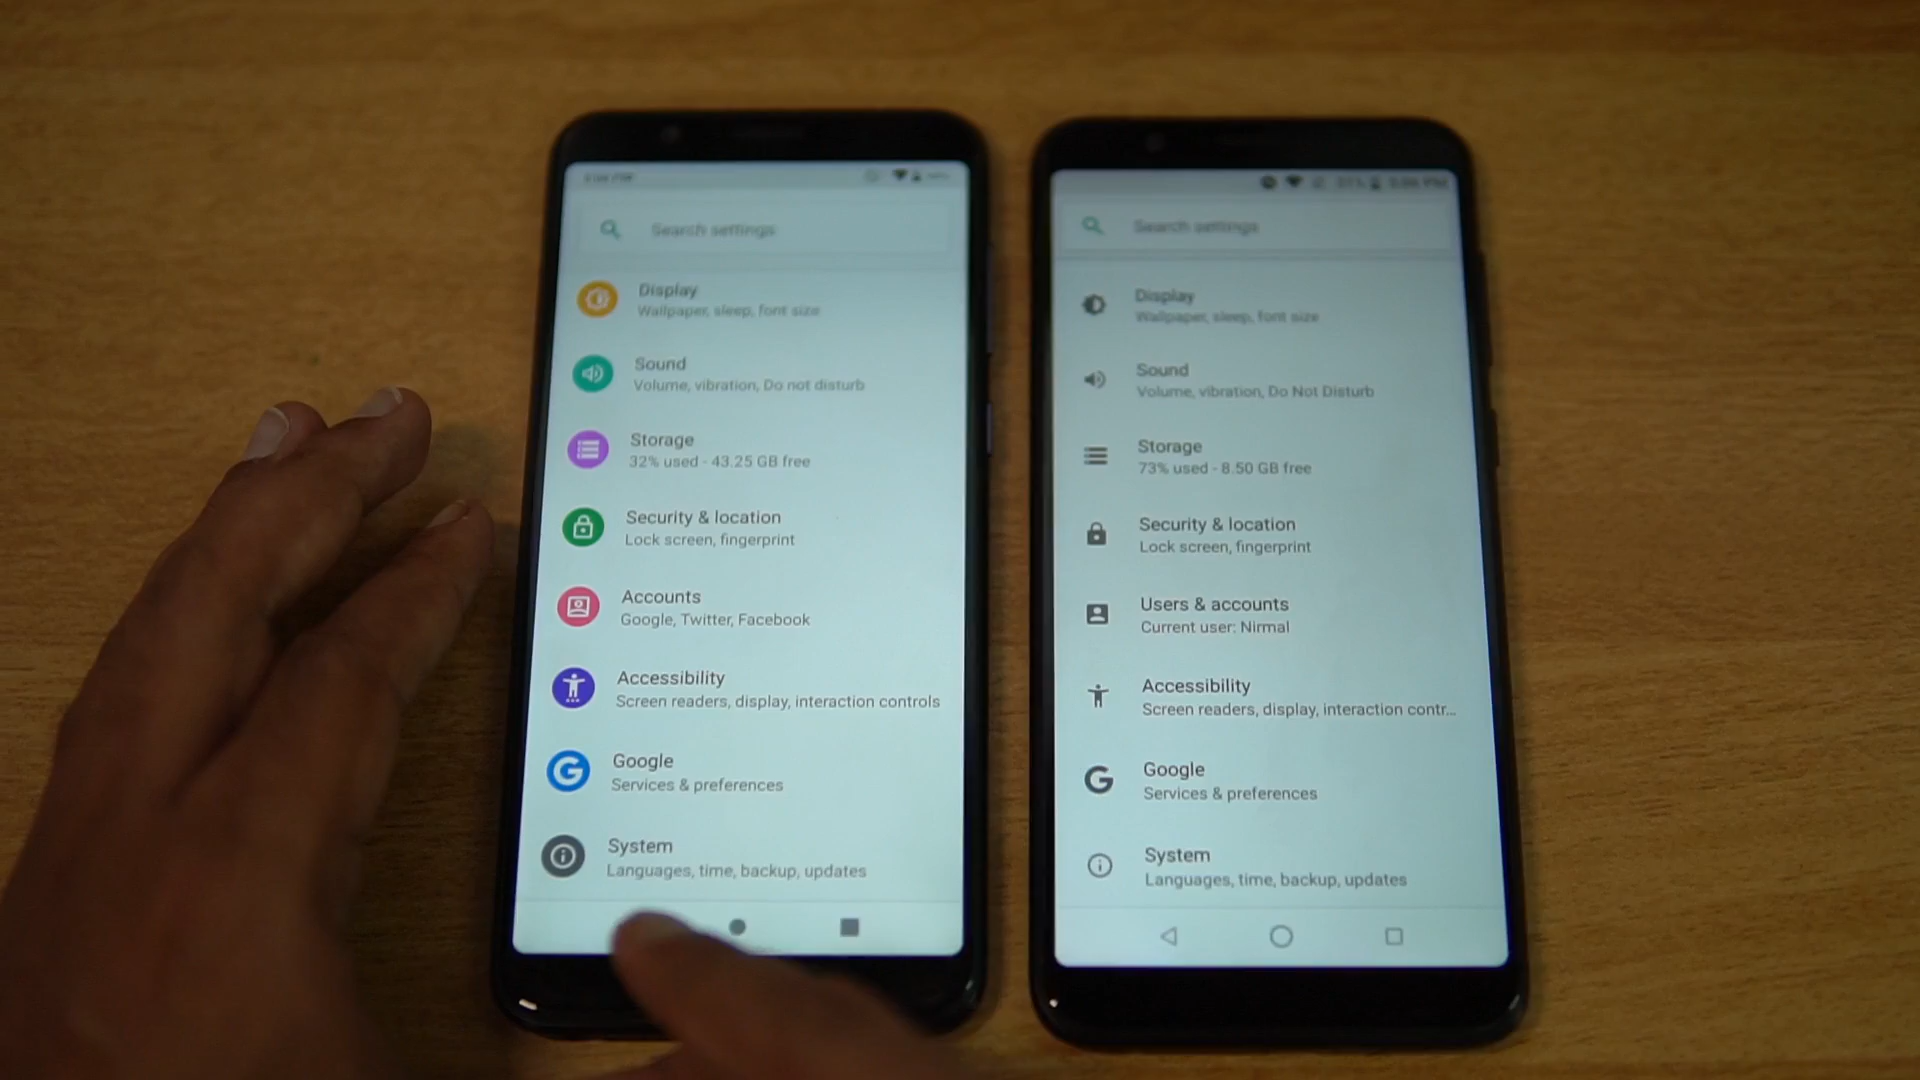 Search settings
Display
Wallpaper, sleep, font size
Sound
Volume, vibration, Do not disturb
Storage
32% used - 43.25 GB free
Security & location
Lock screen, fingerprint
Accounts
Google, Twitter, Facebook
Accessibility
Screen readers, display, interaction controls
Google
Services & preferences
System
Languages, time, backup, updates
Search settings
Display
Wallpaper, sleep, font size
Sound
Volume, vibration, Do Not Disturb
Storage
73% used - 8.50 GB free
Security & location
Lock screen, fingerprint
Users & accounts
Current user: Nirmal
Accessibility
Screen readers, display, interaction contr...
Google
Services & preferences
System
Languages, time, backup, updates